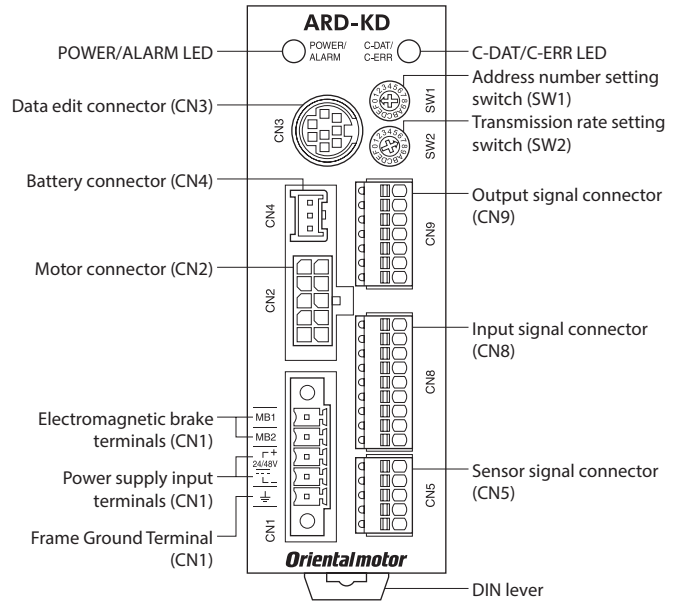 ARD-KD
POWER/ALARM LED
POWER/
ALARM
C-DAT/
C-ERR
C-DAT/C-ERR LED
Address number setting
switch (SW1)
SW1
Data edit connector (CN3)
CN3
Transmission rate setting
switch (SW2)
SW2
Battery connector (CN4)
CN4
Output signal connector
(CN9)
CN9
Motor connector (CN2)
CN2
Input signal connector
(CN8)
CN8
Electromagnetic brake
terminals (CN1)
MB1
MB2
Power supply input
terminals (CN1)
+
24/48V
-
Sensor signal connector
(CN5)
CN5
Frame Ground Terminal
(CN1)
CN1
Orientalmotor
DIN lever